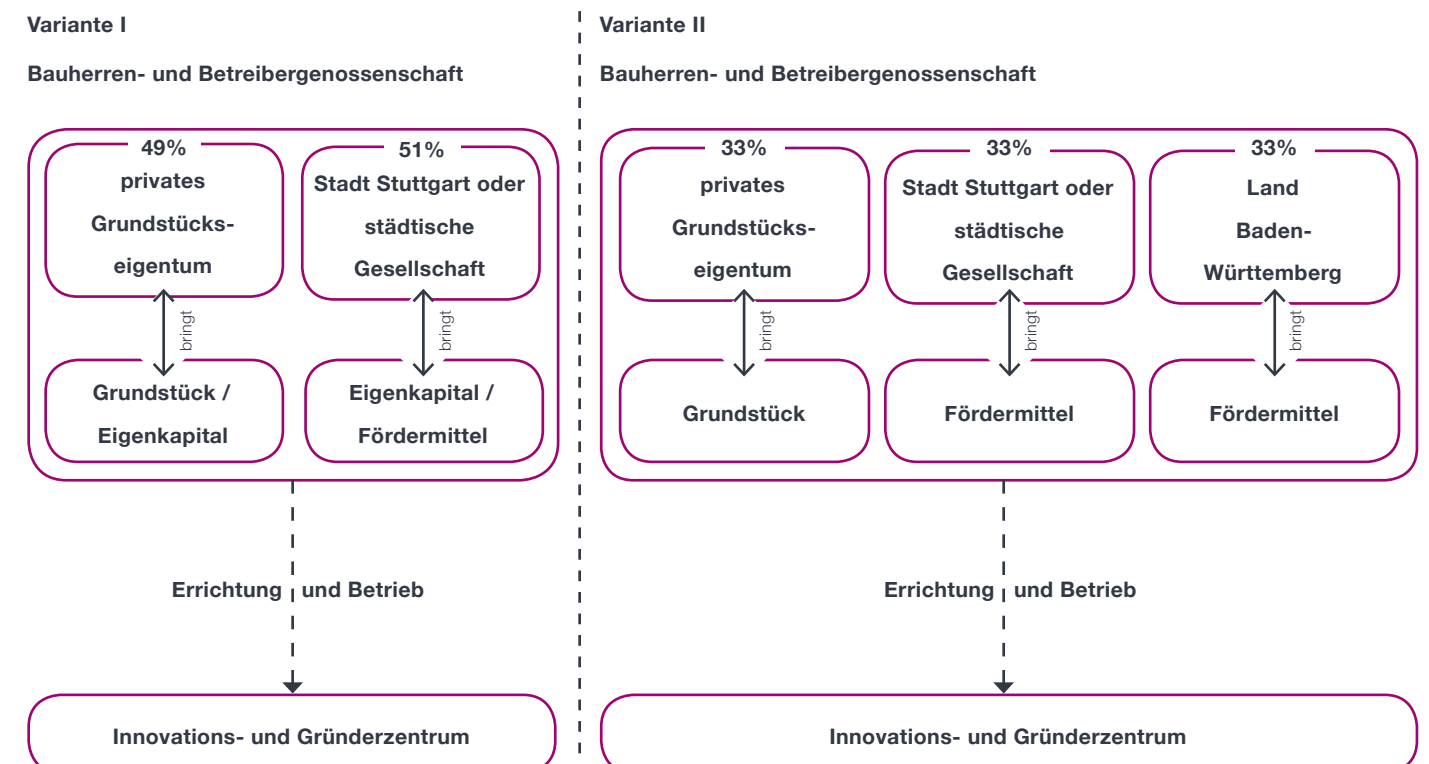 Variante I
Bauherren- und Betreibergenossenschaft
49%
privates
Grundstücks-
eigentum
51%
Stadt Stuttgart oder
städtische
Gesellschaft
bringt
bringt
Grundstück /
Eigenkapital
Eigenkapital /
Fördermittel
Errichtung und Betrieb
Innovations- und Gründerzentrum
Variante II
Bauherren- und Betreibergenossenschaft
33%
privates
Grundstücks-
eigentum
33%
Stadt Stuttgart oder
städtische
Gesellschaft
33%
Land
Baden-
Württemberg
bringt
bringt
bringt
Grundstück
Fördermittel
Fördermittel
Errichtung und Betrieb
Innovations- und Gründerzentrum